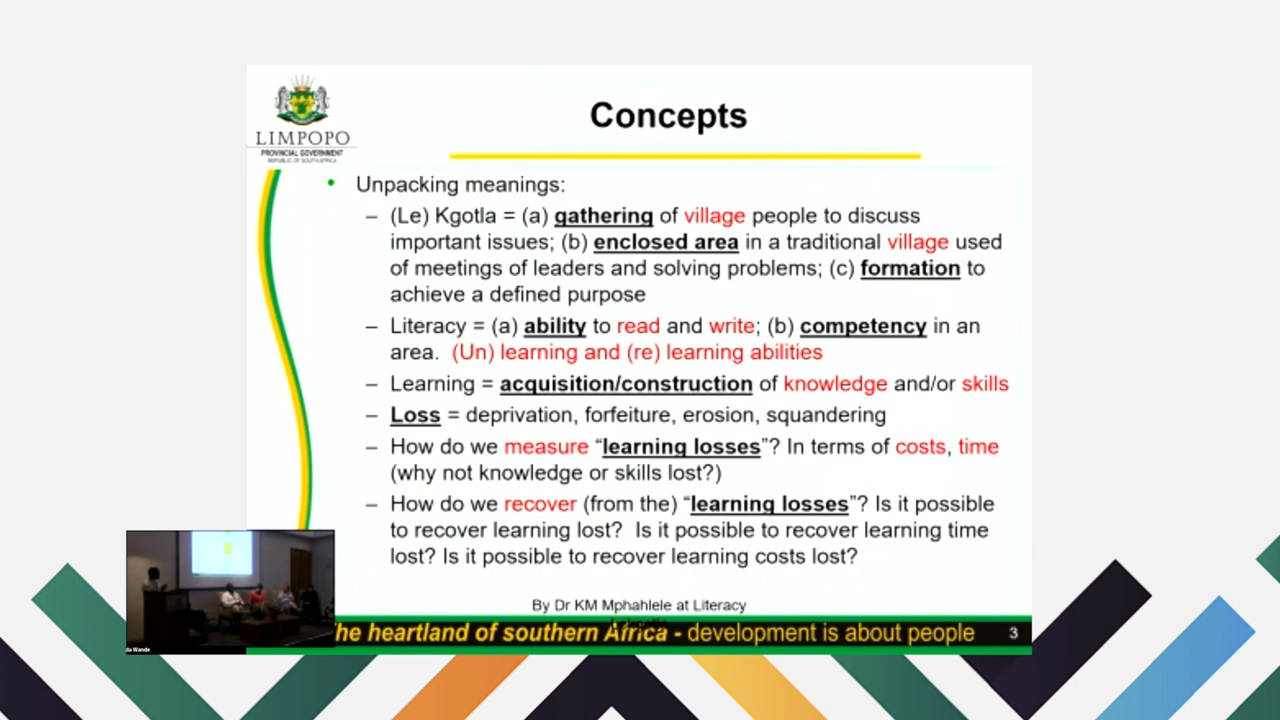 LIMPOPO
PROVINCIAL GOVERNMENT
REPUBLIC OF SOUTH AFRICA
Concepts
• Unpacking meanings:
– (Le) Kgotla = (a) gathering of village people to discuss
important issues; (b) enclosed area in a traditional village used
of meetings of leaders and solving problems; (c) formation to
achieve a defined purpose
– Literacy = (a) ability to read and write; (b) competency in an
area. (Un) learning and (re) learning abilities
– Learning = acquisition/construction of knowledge and/or skills
– Loss = deprivation, forfeiture, erosion, squandering
– How do we measure “learning losses”? In terms of costs, time
(why not knowledge or skills lost?)
– How do we recover (from the) “learning losses”? Is it possible
to recover learning lost? Is it possible to recover learning time
lost? Is it possible to recover learning costs lost?
By Dr KM Mphahlele at Literacy
he heartland of southern Africa - development is about people
3
da Wande